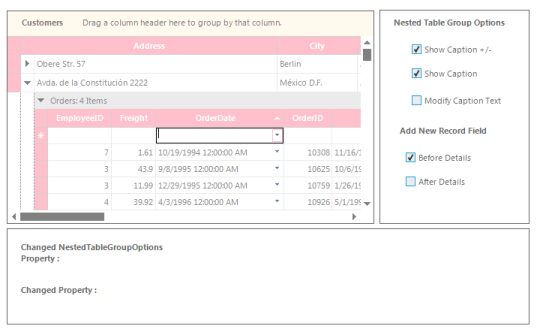 Customers Drag a column header here to group by that column.
Address City
Obere Str. 57 Berlin
Avda. de la Constitución 2222 México D.F.
Orders: 4 Items
EmployeeID Freight OrderDate OrderID
7 1.61 10/19/1994 12:00:00 AM 10308 11/16/1
3 43.9 9/8/1995 12:00:00 AM 10625 10/6/19
3 11.99 12/29/1995 12:00:00 AM 10759 1/26/19
4 39.92 4/3/1996 12:00:00 AM 10926 5/1/199
Nested Table Group Options
Show Caption +/-
Show Caption
Modify Caption Text
Add New Record Field
Before Details
After Details
Changed NestedTableGroupOptions
Property :
Changed Property :